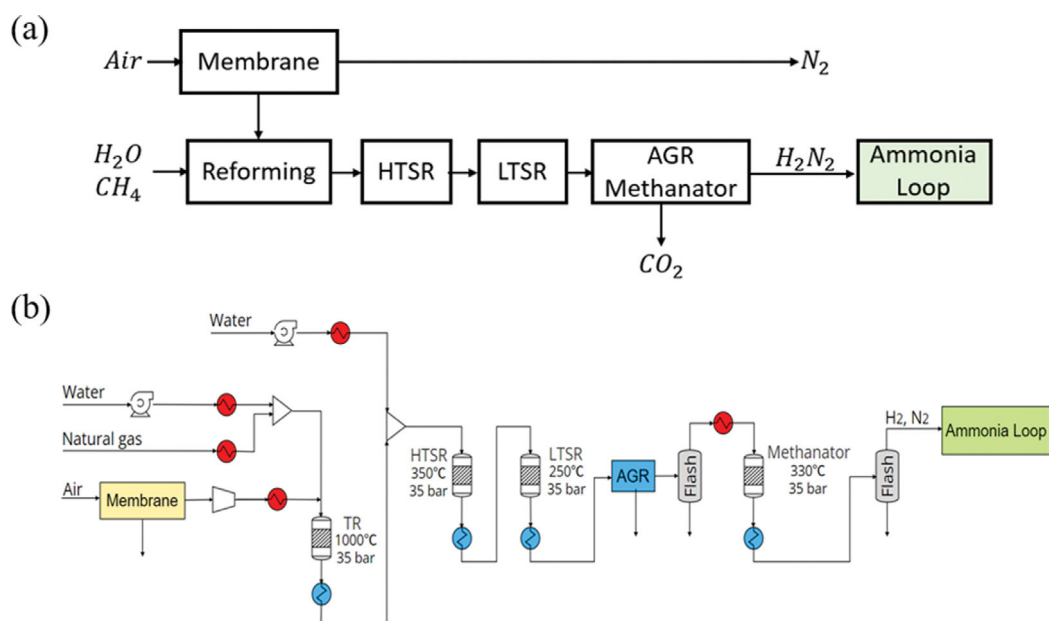 (a)
Air
Membrane
N₂
H₂O
CH₄
Reforming
HTSR
LTSR
AGR
Methanator
H₂N₂
Ammonia
Loop
CO₂
(b)
Water
Water
Natural gas
Air
Membrane
TR
1000℃
35 bar
HTSR
350℃
35 bar
LTSR
250℃
35 bar
AGR
Flash
Methanator
330℃
35 bar
Flash
H₂, N₂
Ammonia Loop